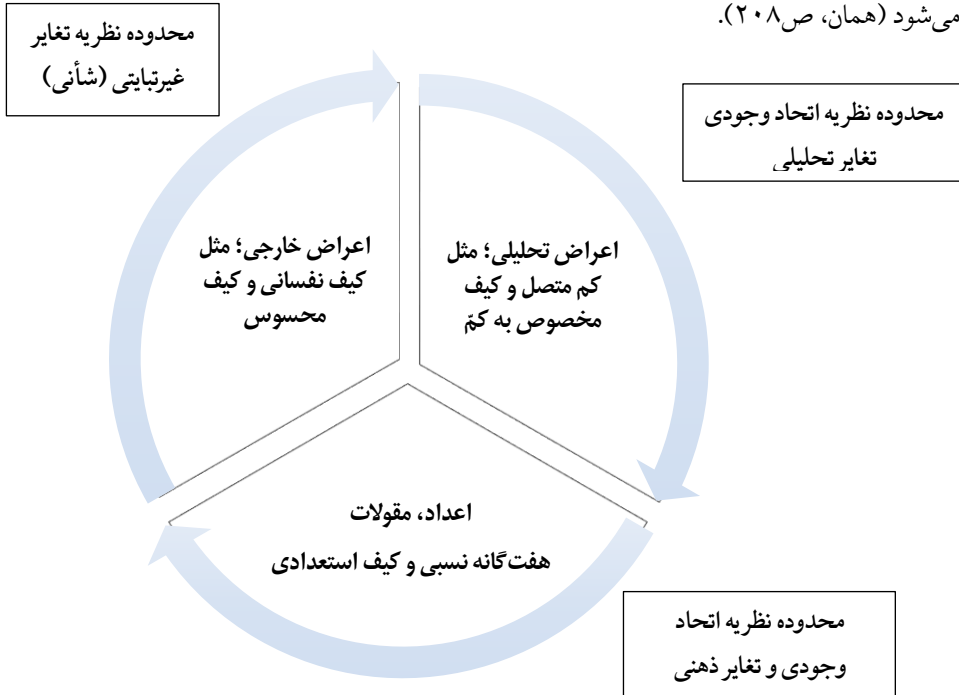 می‌شود (همان، ص۲۰۸).
محدوده نظریه تغایر
غیرتباینی (شأنی)
محدوده نظریه اتحاد وجودی
تغایر تحلیلی
اعراض تحلیلی؛ مثل
کم متصل و کیف
مخصوص به کمّ
اعراض خارجی؛ مثل
کیف نفسانی و کیف
محسوس
اعداد، مقولات
هفت‌گانه نسبی و کیف استعدادی
محدوده نظریه اتحاد
وجودی و تغایر ذهنی